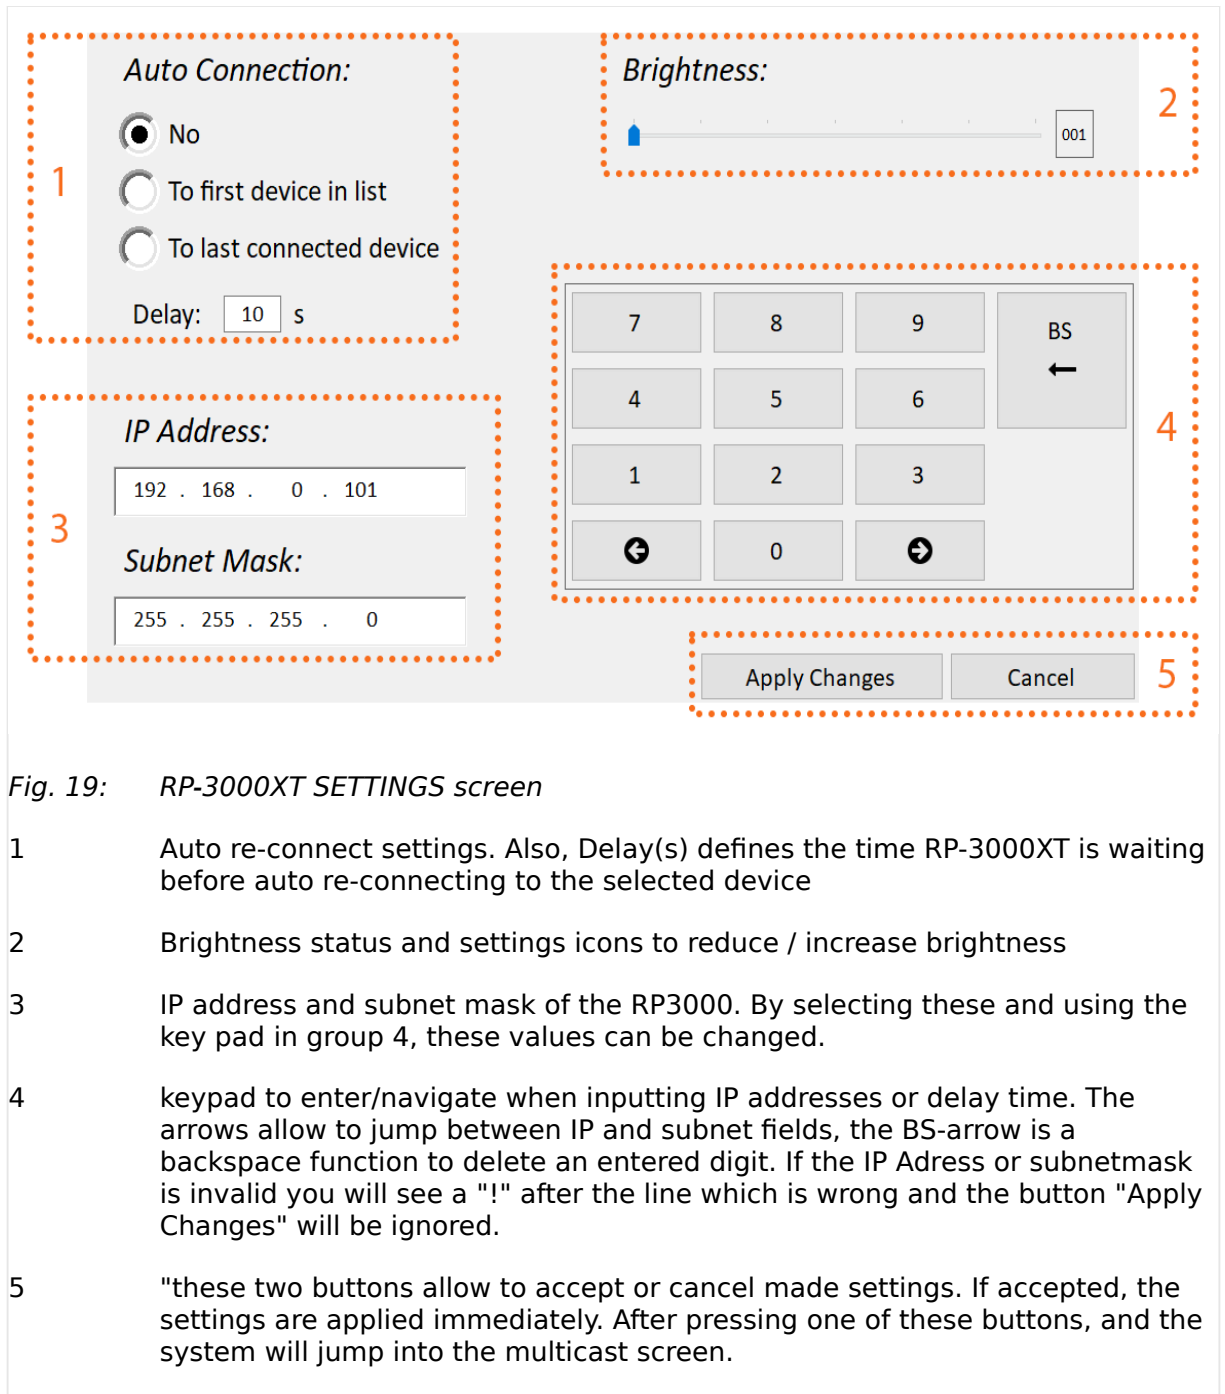 Auto Connection:
No
To first device in list
To last connected device
Delay: 10 s
1
Brightness:
001
2
IP Address:
192 . 168 . 0 . 101
Subnet Mask:
255 . 255 . 255 . 0
3
7 8 9 BS
4 5 6
1 2 3
0
4
Apply Changes Cancel 5
Fig. 19: RP-3000XT SETTINGS screen
1 Auto re-connect settings. Also, Delay(s) defines the time RP-3000XT is waiting
before auto re-connecting to the selected device
2 Brightness status and settings icons to reduce / increase brightness
3 IP address and subnet mask of the RP3000. By selecting these and using the
key pad in group 4, these values can be changed.
4 keypad to enter/navigate when inputting IP addresses or delay time. The
arrows allow to jump between IP and subnet fields, the BS-arrow is a
backspace function to delete an entered digit. If the IP Adress or subnetmask
is invalid you will see a "!" after the line which is wrong and the button "Apply
Changes" will be ignored.
5 "these two buttons allow to accept or cancel made settings. If accepted, the
settings are applied immediately. After pressing one of these buttons, and the
system will jump into the multicast screen.